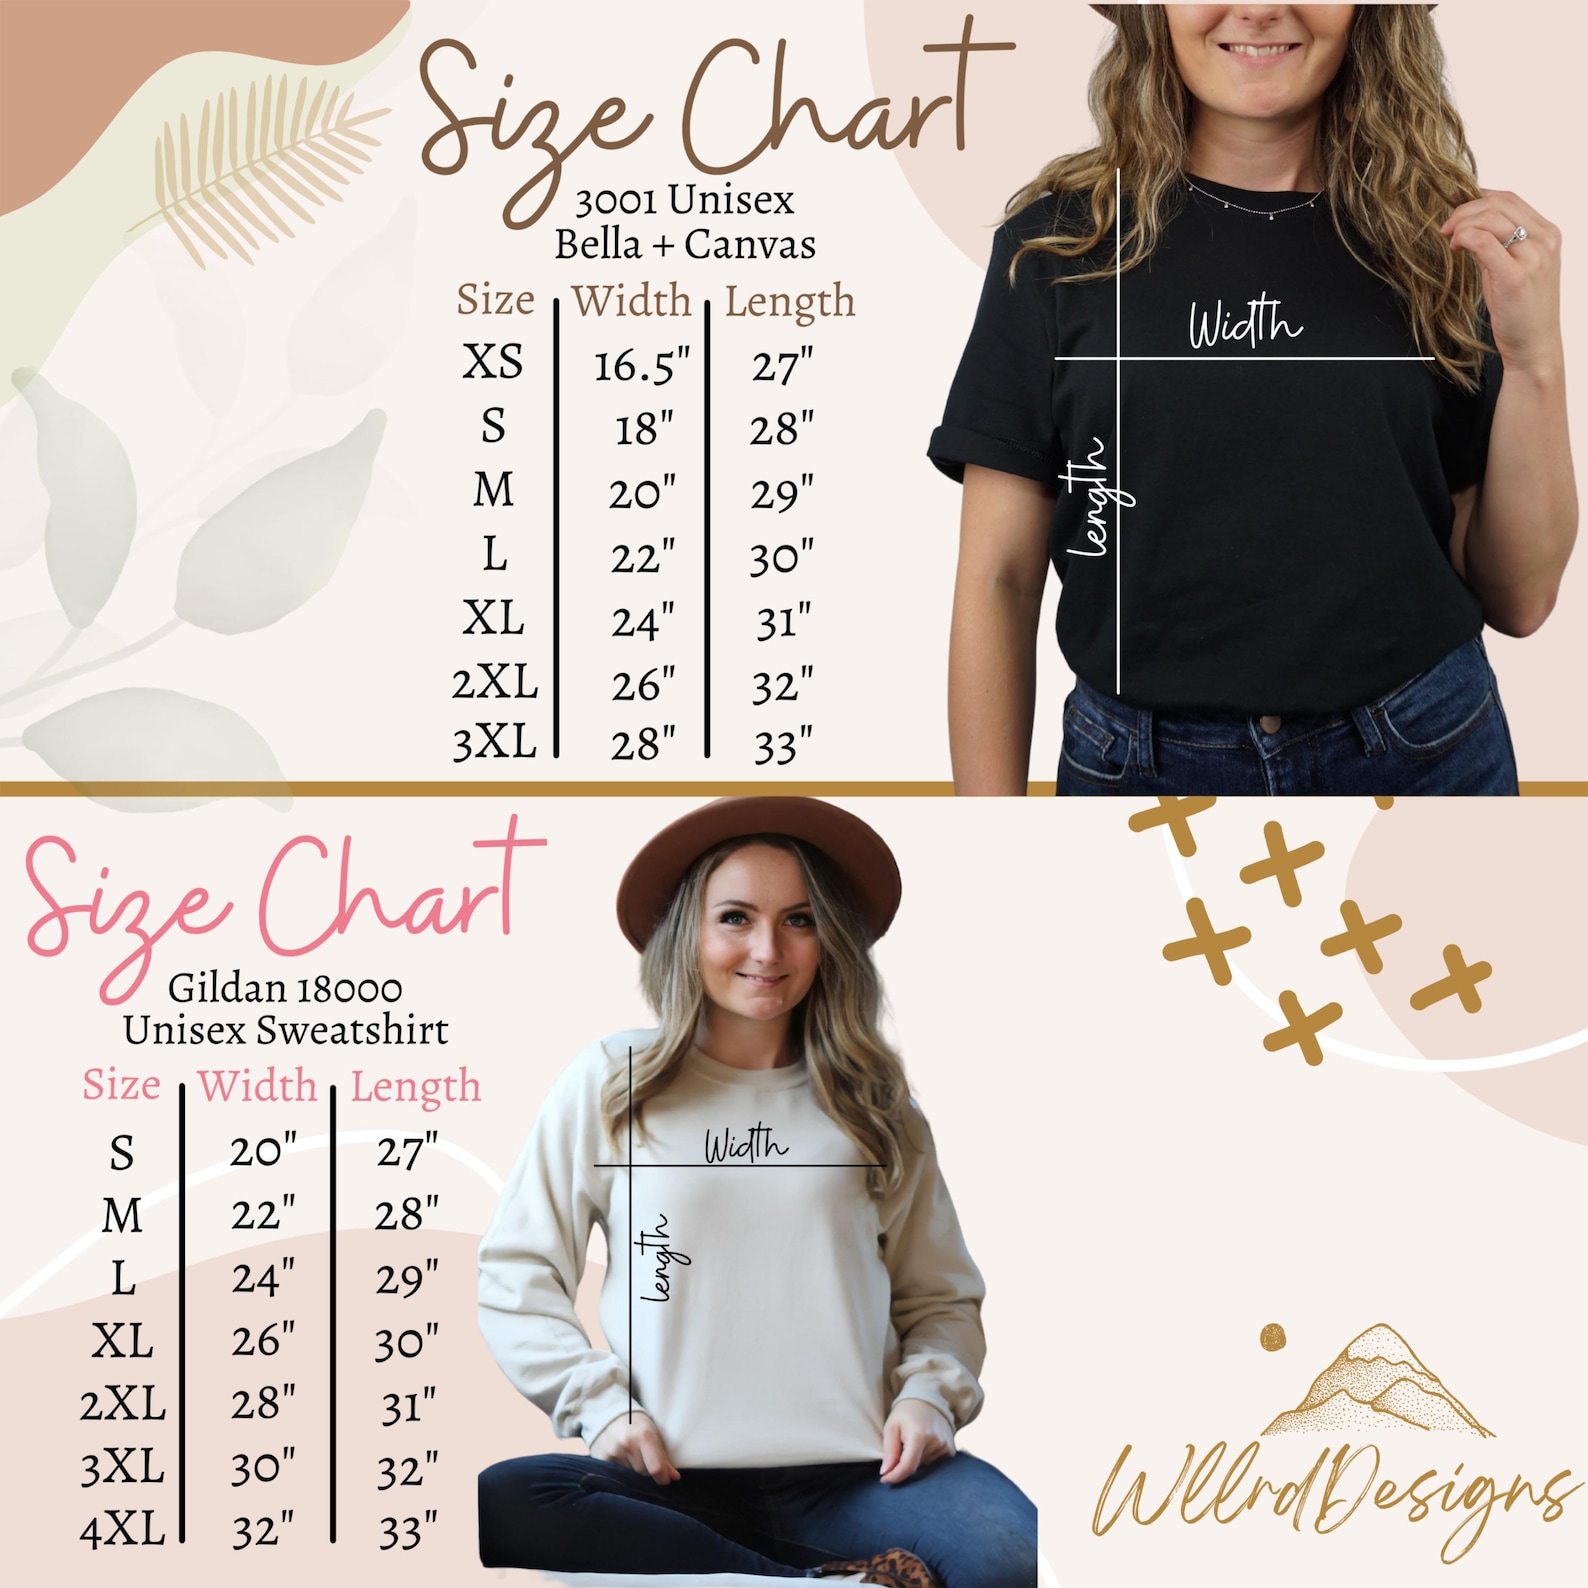 Size Chart
3001 Unisex
Bella + Canvas
Size Width Length
XS 16.5" 27"
S 18" 28"
M 20" 29"
L 22" 30"
XL 24" 31"
2XL 26" 32"
3XL 28" 33"
Width
length
Size Chart
Gildan 18000
Unisex Sweatshirt
Size Width Length
S 20" 27"
M 22" 28"
L 24" 29"
XL 26" 30"
2XL 28" 31"
3XL 30" 32"
4XL 32" 33"
Width
length
WllrdDesigns